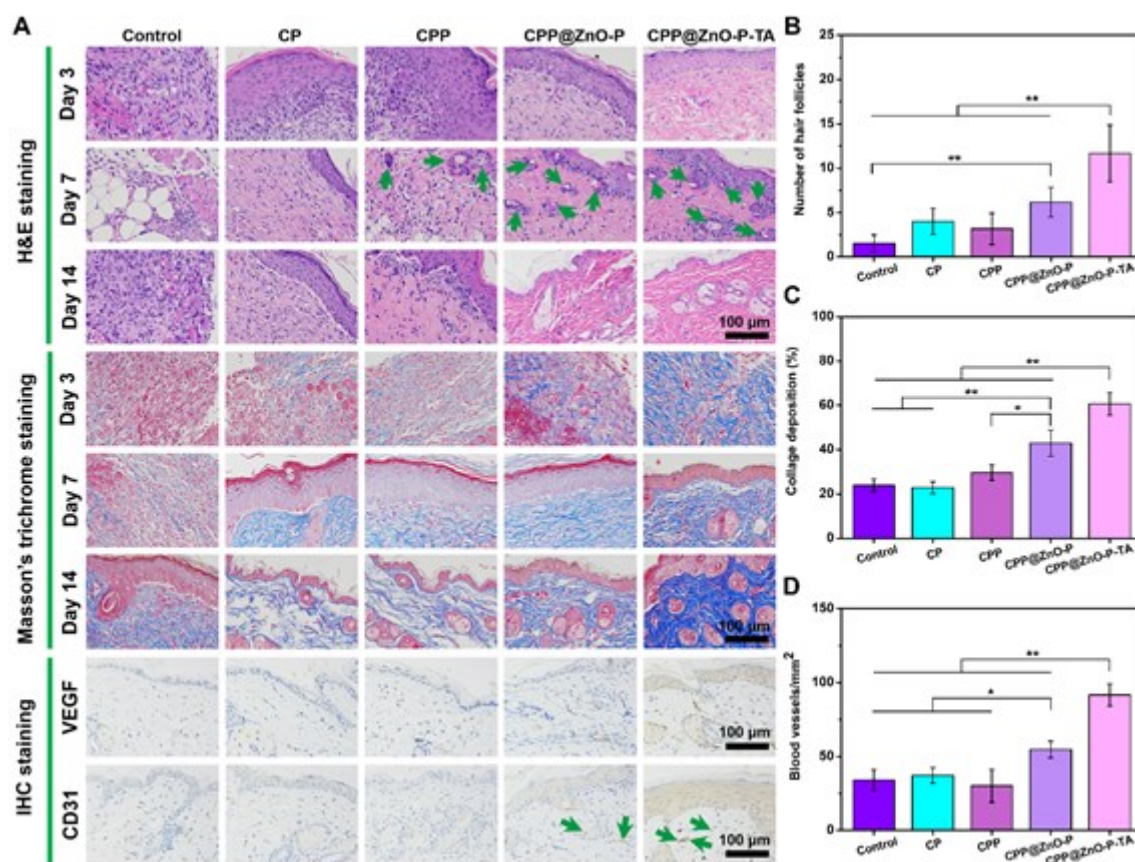 A
Control CP CPP CPP@ZnO-P CPP@ZnO-P-TA
H&E staining
Day 3
Day 7
Day 14
100 μm
Masson's trichrome staining
Day 3
Day 7
Day 14
100 μm
IHC staining
VEGF
100 μm
CD31
100 μm
B
Number of hair follicles
25
20
15
10
5
0
**
**
Control CP CPP CPP@ZnO-P CPP@ZnO-P-TA
C
Collage deposition (%)
100
80
60
40
20
0
**
**
*
Control CP CPP CPP@ZnO-P CPP@ZnO-P-TA
D
Blood vessels/mm²
150
100
50
0
**
*
Control CP CPP CPP@ZnO-P CPP@ZnO-P-TA